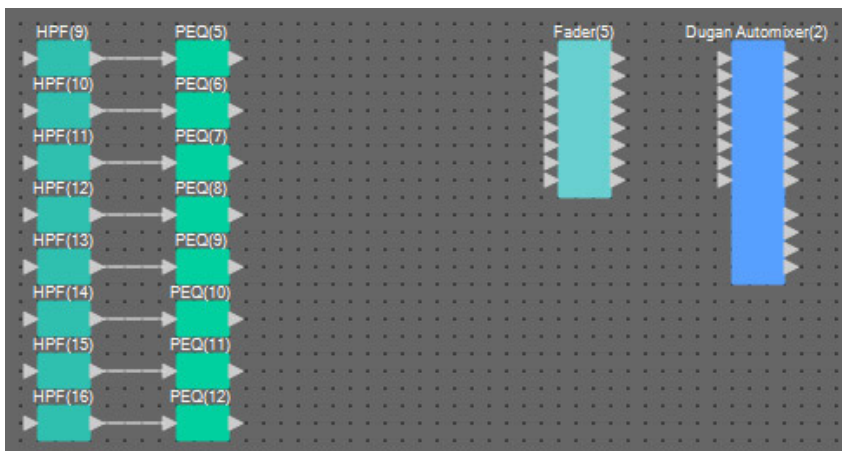 HPF(9) PEQ(5) Fader(5) Dugan Automixer(2)
HPF(10) PEQ(6)
HPF(11) PEQ(7)
HPF(12) PEQ(8)
HPF(13) PEQ(9)
HPF(14) PEQ(10)
HPF(15) PEQ(11)
HPF(16) PEQ(12)